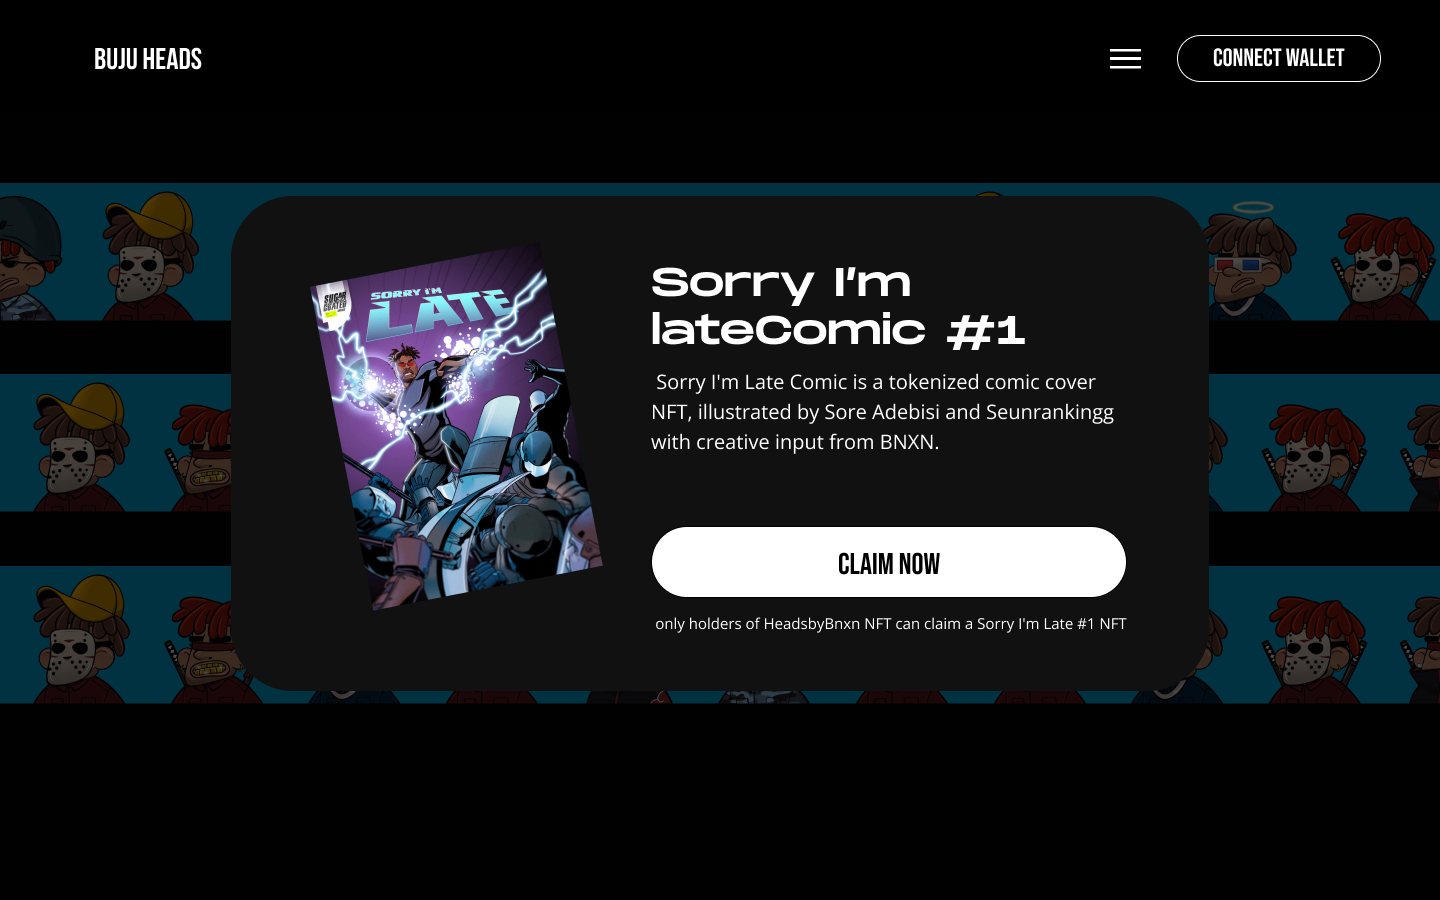 BUJU HEADS
CONNECT WALLET
SUGAR
COATED
SORRY I'M
LATE
Sorry I'm
lateComic #1
Sorry I'm Late Comic is a tokenized comic cover
NFT, illustrated by Sore Adebisi and Seunrankingg
with creative input from BNXN.
CLAIM NOW
only holders of HeadsbyBnxn NFT can claim a Sorry I'm Late #1 NFT